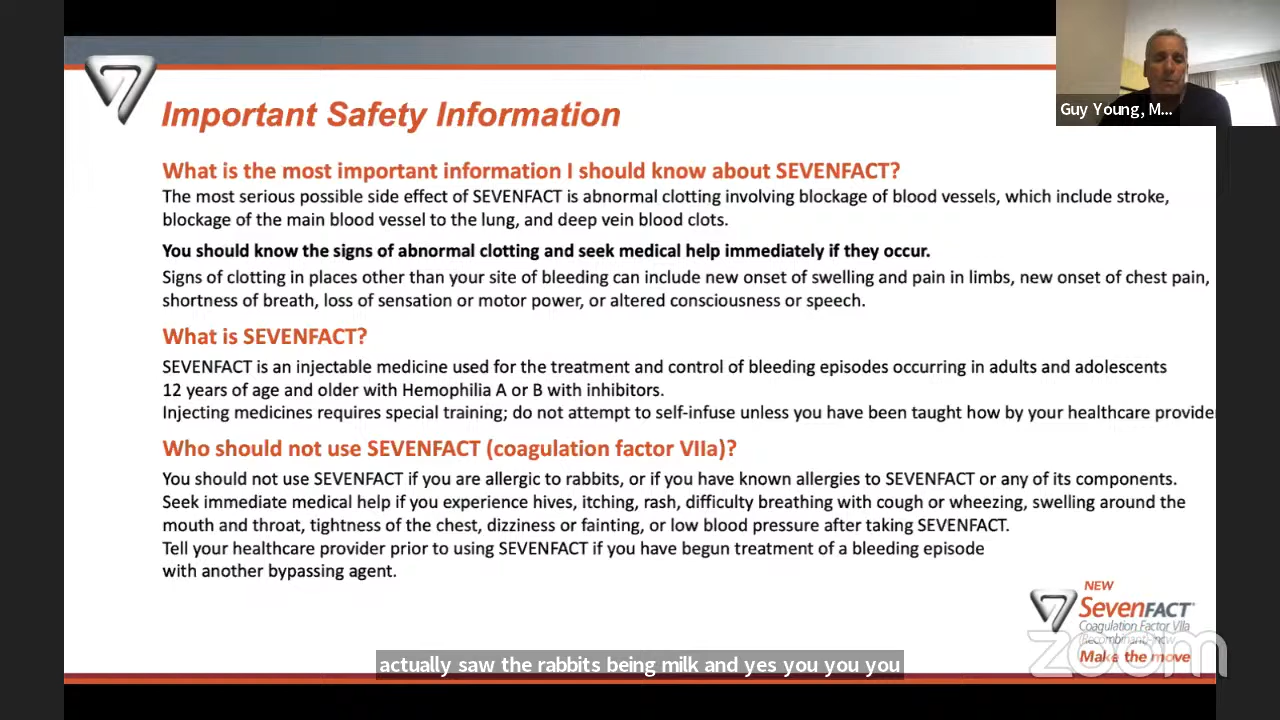 Guy Young, M...
Important Safety Information
What is the most important information I should know about SEVENFACT?
The most serious possible side effect of SEVENFACT is abnormal clotting involving blockage of blood vessels, which include stroke,
blockage of the main blood vessel to the lung, and deep vein blood clots.
You should know the signs of abnormal clotting and seek medical help immediately if they occur.
Signs of clotting in places other than your site of bleeding can include new onset of swelling and pain in limbs, new onset of chest pain,
shortness of breath, loss of sensation or motor power, or altered consciousness or speech.
What is SEVENFACT?
SEVENFACT is an injectable medicine used for the treatment and control of bleeding episodes occurring in adults and adolescents
12 years of age and older with Hemophilia A or B with inhibitors.
Injecting medicines requires special training; do not attempt to self-infuse unless you have been taught how by your healthcare provider
Who should not use SEVENFACT (coagulation factor VIIa)?
You should not use SEVENFACT if you are allergic to rabbits, or if you have known allergies to SEVENFACT or any of its components.
Seek immediate medical help if you experience hives, itching, rash, difficulty breathing with cough or wheezing, swelling around the
mouth and throat, tightness of the chest, dizziness or fainting, or low blood pressure after taking SEVENFACT.
Tell your healthcare provider prior to using SEVENFACT if you have begun treatment of a bleeding episode
with another bypassing agent.
NEW
SEVENFACT
Coagulation Factor VIIa
(Recombinant)-jncw
Make the move
zoom
actually saw the rabbits being milk and yes you you you